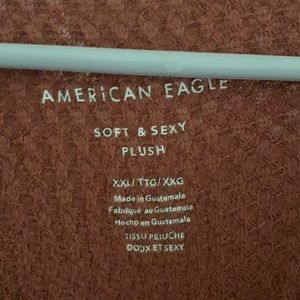 AMERICAN EAGLE
SOFT & SEXY
PLUSH
XXL/TTG/XXG
Made in Guatemala
Fabriqué au Guatemala
Hecho en Guatemala
TISSU PELUCHE
DOUX ET SEXY